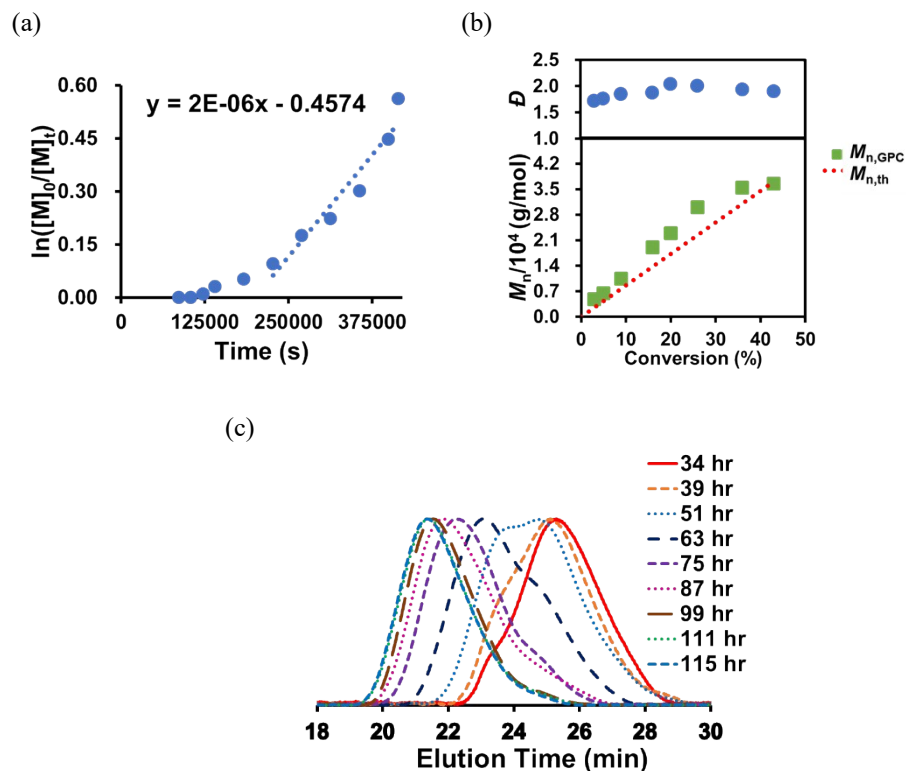 (a)
y = 2E-06x - 0.4574
ln([M]0/[M]t)
0.60
0.45
0.30
0.15
0.00
0
125000
250000
375000
Time (s)
(b)
Đ
2.5
2.0
1.5
1.0
Mn/10^4 (g/mol)
4.2
3.5
2.8
2.1
1.4
0.7
0.0
0
10
20
30
40
50
Conversion (%)
Mn,GPC
Mn,th
(c)
34 hr
39 hr
51 hr
63 hr
75 hr
87 hr
99 hr
111 hr
115 hr
18
20
22
24
26
28
30
Elution Time (min)